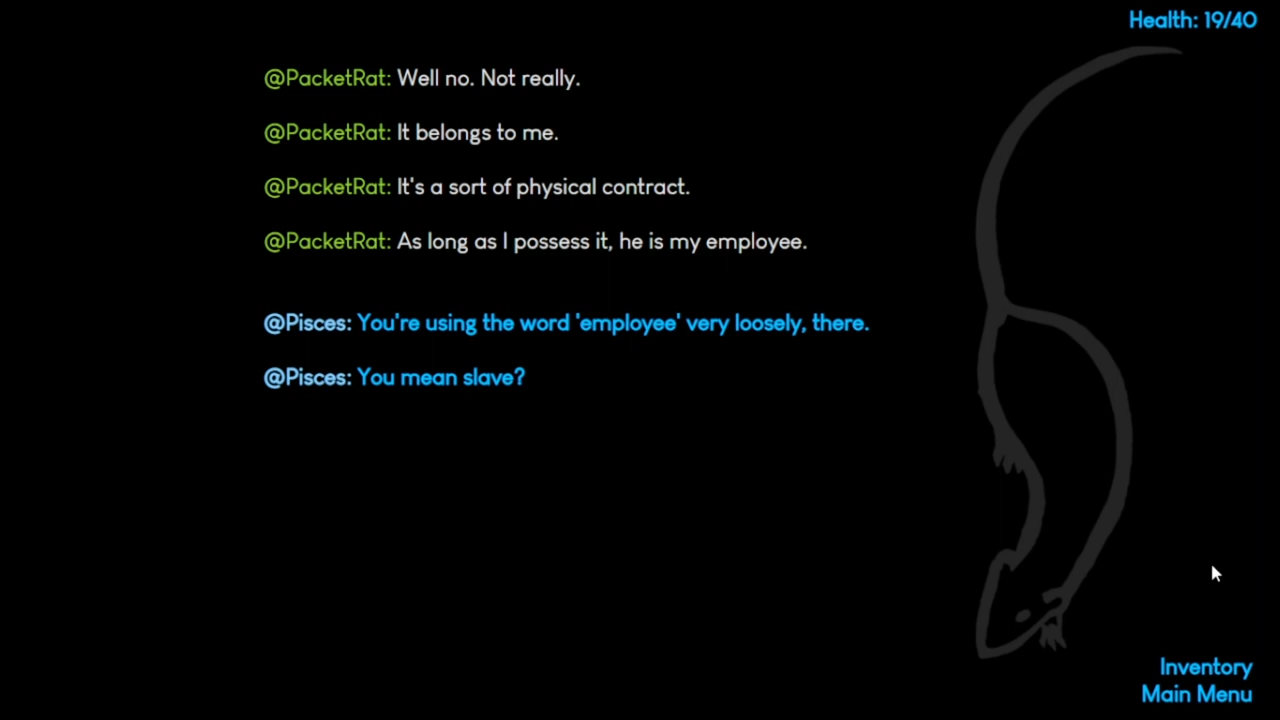 Health: 19/40
@PacketRat: Well no. Not really.
@PacketRat: It belongs to me.
@PacketRat: It's a sort of physical contract.
@PacketRat: As long as I possess it, he is my employee.
@Pisces: You're using the word 'employee' very loosely, there.
@Pisces: You mean slave?
Inventory
Main Menu